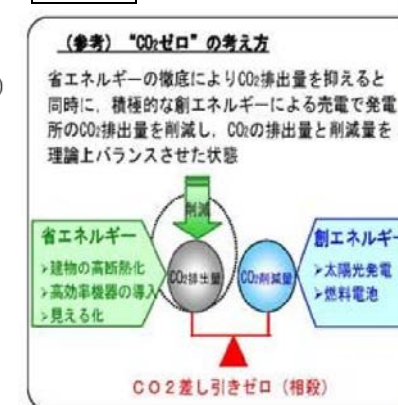 (参考)“CO₂ゼロ”の考え方
省エネルギーの徹底によりCO₂排出量を抑えると
同時に，積極的な創エネルギーによる売電で発電
所のCO₂排出量を削減し，CO₂の排出量と削減量を
理論上バランスさせた状態
削減
省エネルギー
➢建物の高断熱化
➢高効率機器の導入
➢見える化
CO₂排出量
CO₂削減量
創エネルギー
➢太陽光発電
➢燃料電池
CO2差し引きゼロ（相殺）